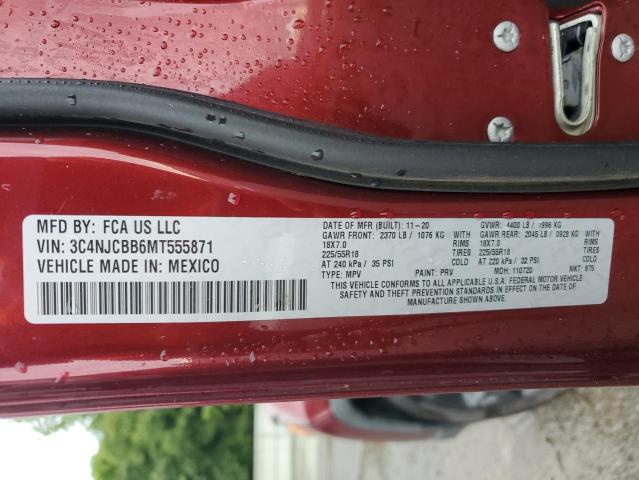 MFD BY: FCA US LLC
VIN: 3C4NJCBB6MT555871
VEHICLE MADE IN: MEXICO
DATE OF MFR (BUILT): 11-20 GVWR: 4400 LB / 1996 KG
GAWR FRONT: 2370 LB / 1076 KG GAWR REAR: 2045 LB / 0928 KG
18X7.0 RIMS 18X7.0 RIMS
225/55R18 TIRES 225/55R18 TIRES
AT 240 kPa / 35 PSI COLD AT 220 kPa / 32 PSI COLD
TYPE: MPV PAINT: PRV MDH: 110720 NKT: 875
THIS VEHICLE CONFORMS TO ALL APPLICABLE U.S.A. FEDERAL MOTOR VEHICLE
SAFETY AND THEFT PREVENTION STANDARDS IN EFFECT ON THE DATE OF
MANUFACTURE SHOWN ABOVE.